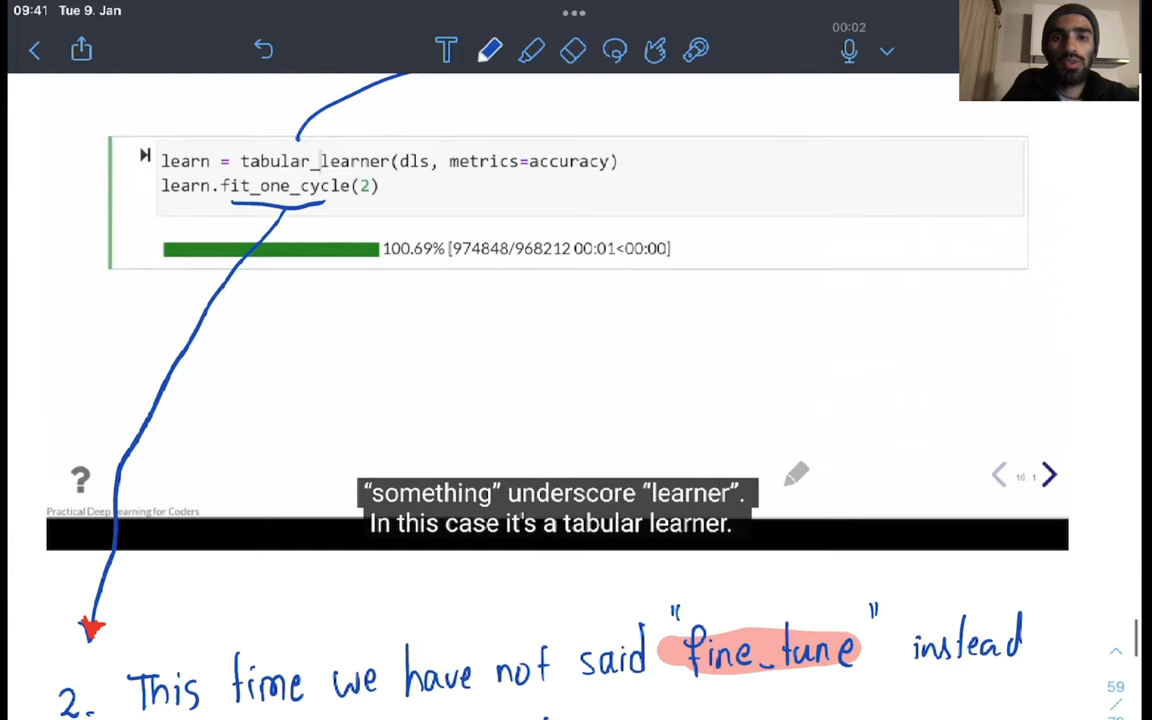 09:41 Tue 9. Jan
T
00:02
learn = tabular_learner(dls, metrics=accuracy)
learn.fit_one_cycle(2)
100.69% [974848/968212 00:01<00:00]
?
16 1
“something” underscore “learner”.
In this case it's a tabular learner.
Practical Deep Learning for Coders
2. This time we have not said "fine_tune" instead
59
/